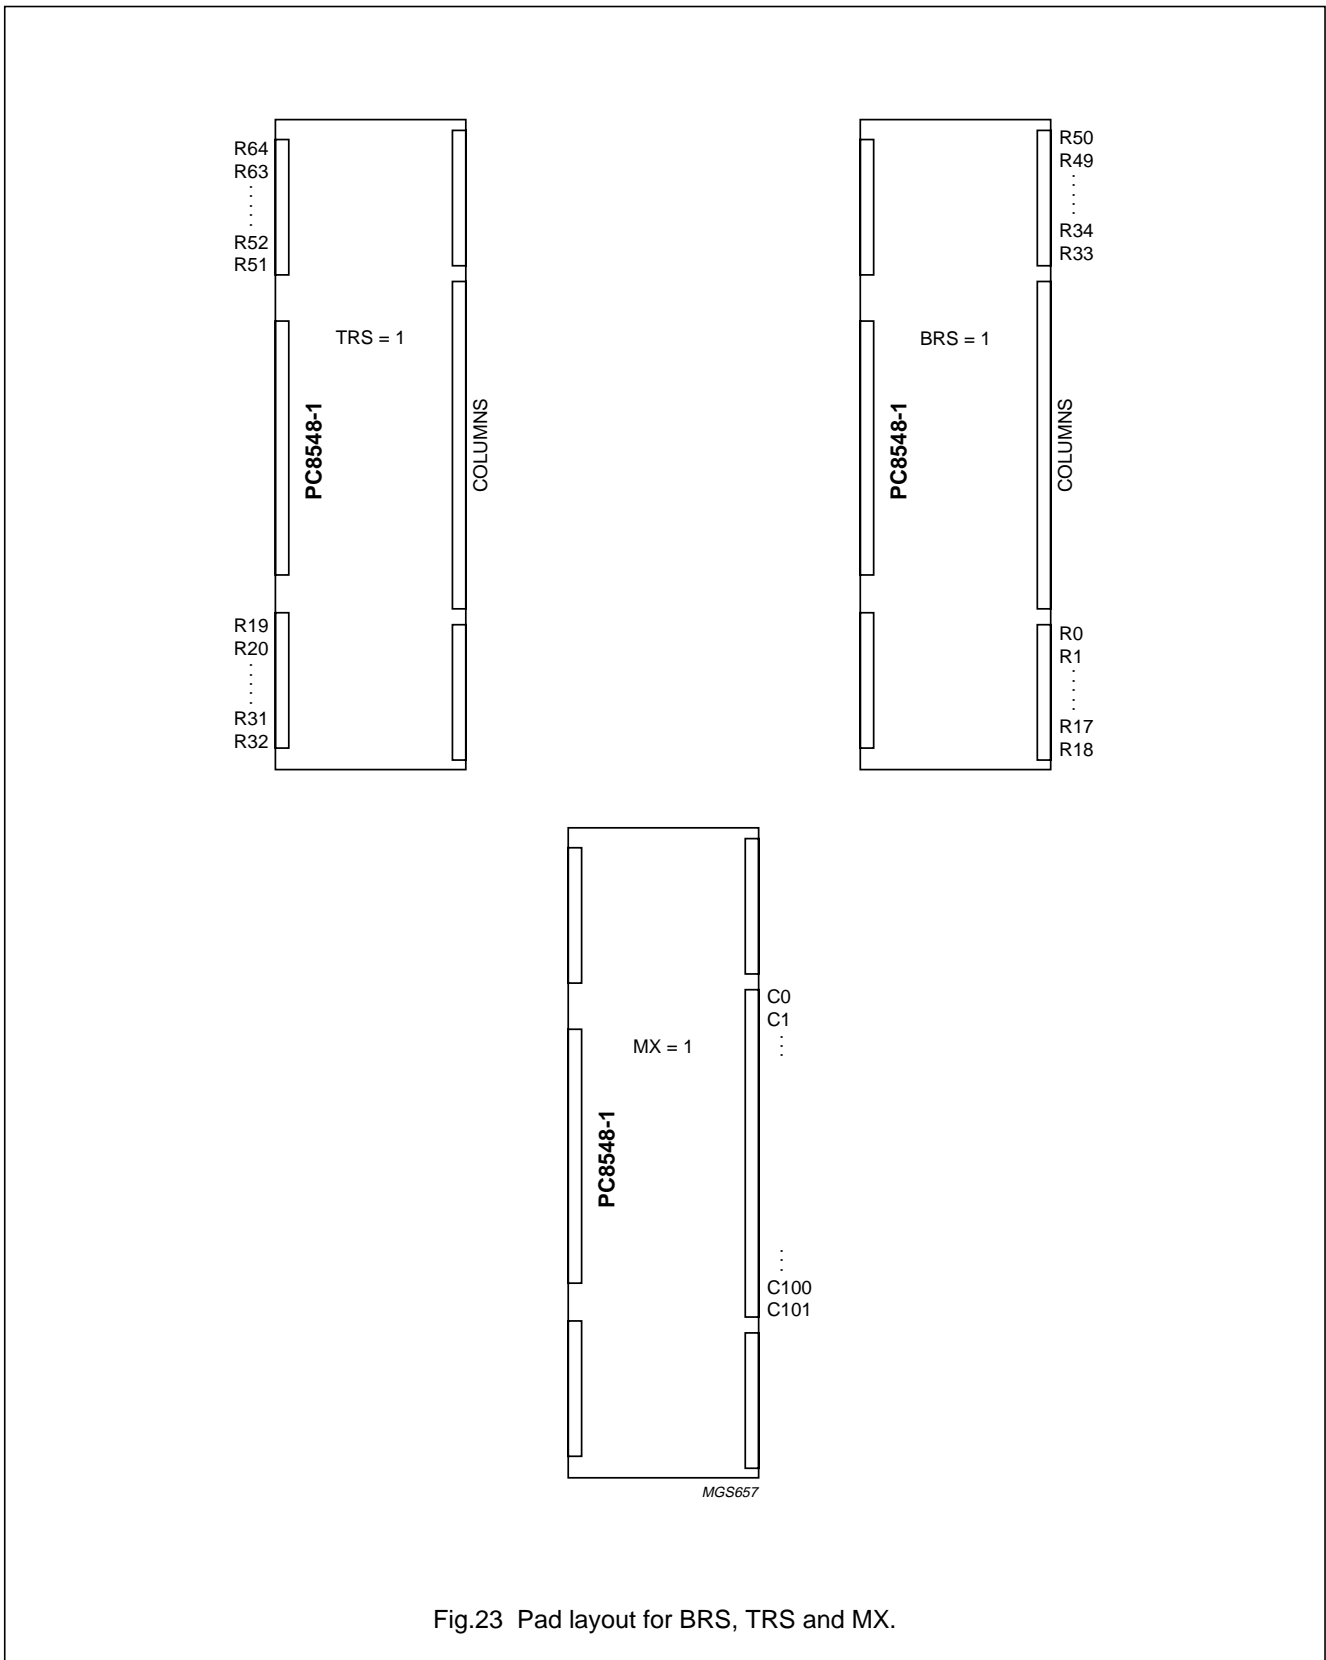 R64
R63
R52
R51
TRS = 1
PC8548-1
COLUMNS
R19
R20
R31
R32
R50
R49
R34
R33
BRS = 1
PC8548-1
COLUMNS
R0
R1
R17
R18
C0
C1
MX = 1
PC8548-1
C100
C101
MGS657
Fig.23 Pad layout for BRS, TRS and MX.